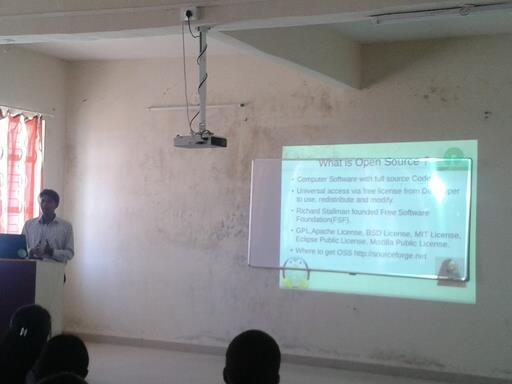 What is Open Source ?
Computer Software with full source Code
Universal access via free license from Developer
to use, redistribute and modify.
Richard Stallman founded Free Software
Foundation(FSF).
GPL,Apache License, BSD License, MIT License,
Eclipse Public License, Mozilla Public License.
Where to get OSS http://sourceforge.net